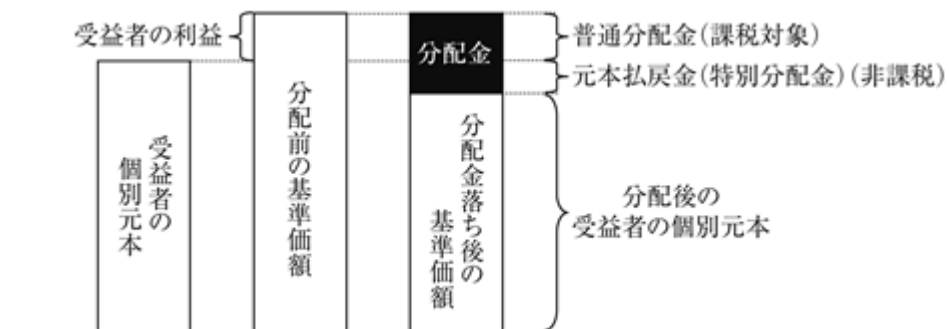 受益者の利益
分配金
普通分配金(課税対象)
元本払戻金(特別分配金)(非課税)
受益者の
個別元本
分配前の基準価額
分配金落ち後の
基準価額
分配後の
受益者の個別元本